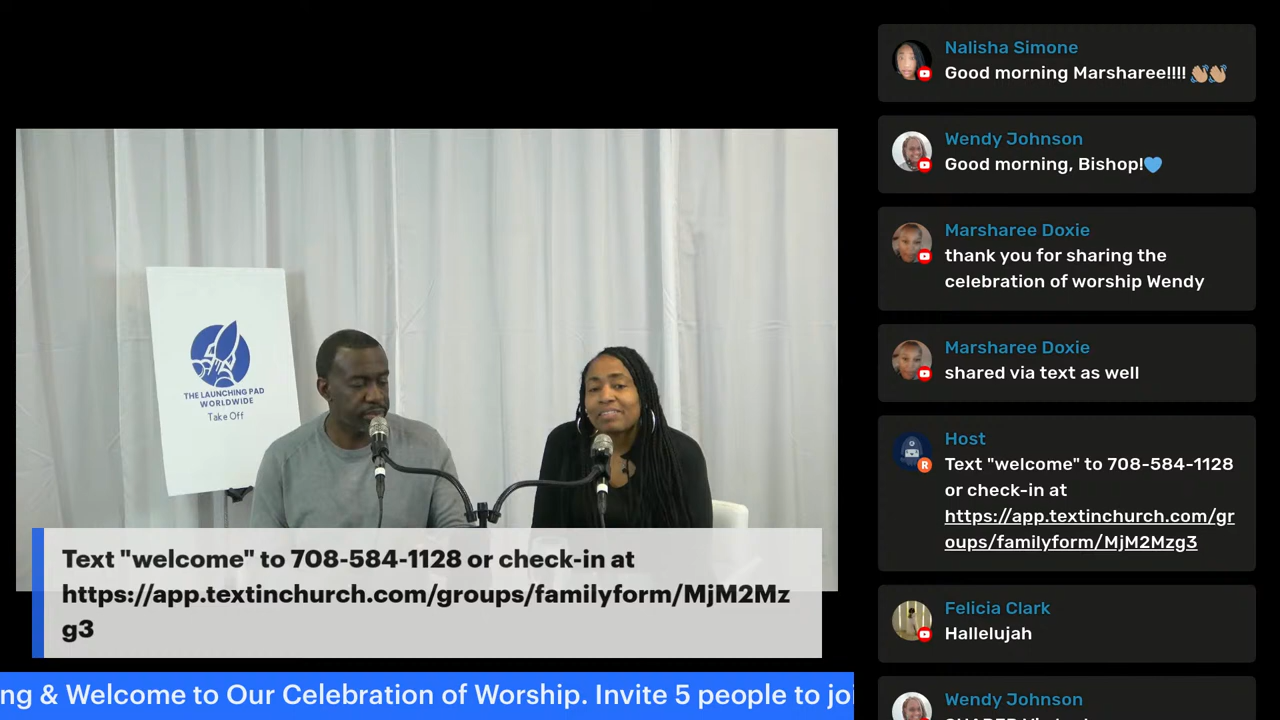 THE LAUNCHING PAD
WORLDWIDE
Take Off
Text "welcome" to 708-584-1128 or check-in at
https://app.textinchurch.com/groups/familyform/MjM2Mz
g3
ng & Welcome to Our Celebration of Worship. Invite 5 people to joi
Nalisha Simone
Good morning Marsharee!!!! 👋🏽👋🏽
Wendy Johnson
Good morning, Bishop!💙
Marsharee Doxie
thank you for sharing the
celebration of worship Wendy
Marsharee Doxie
shared via text as well
Host
Text "welcome" to 708-584-1128
or check-in at
https://app.textinchurch.com/gr
oups/familyform/MjM2Mzg3
Felicia Clark
Hallelujah
Wendy Johnson